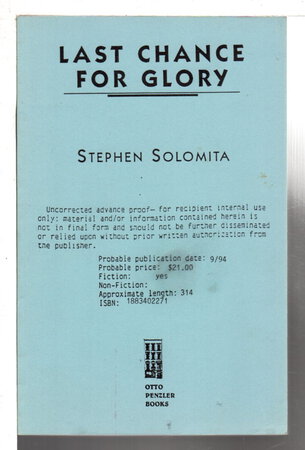 LAST CHANCE
FOR GLORY
STEPHEN SOLOMITA
Uncorrected advance proof— for recipient internal use
only: material and/or information contained herein is
not in final form and should not be further disseminated
or relied upon without prior written authorization from
the publisher.
Probable publication date: 9/94
Probable price: $21.00
Fiction: yes
Non-Fiction:
Approximate length: 314
ISBN: 1883402271
OTTO
PENZLER
BOOKS